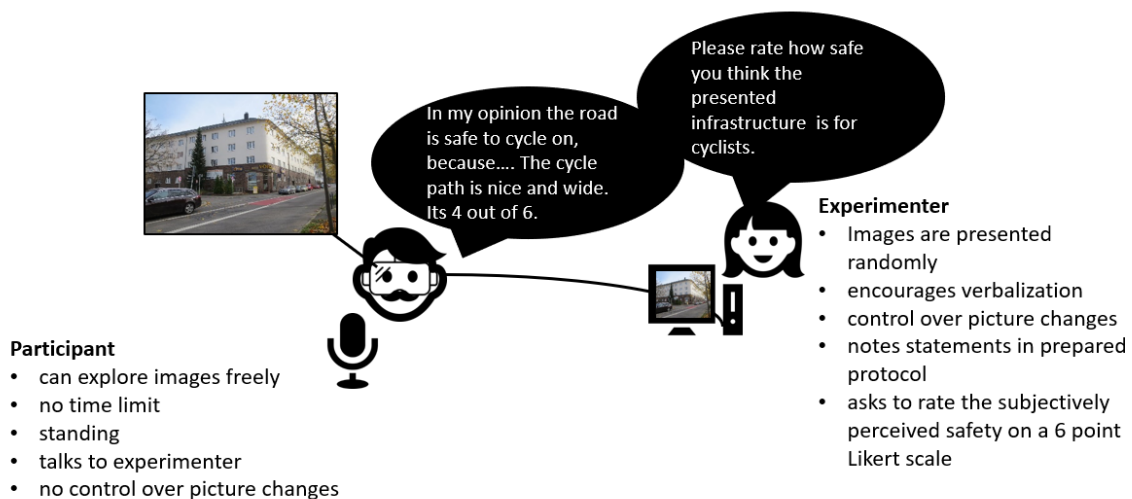 Please rate how safe
you think the
presented
infrastructure  is for
cyclists.
In my opinion the road
is safe to cycle on,
because.... The cycle
path is nice and wide.
Its 4 out of 6.
Experimenter
• Images are presented
randomly
• encourages verbalization
• control over picture changes
• notes statements in prepared
protocol
• asks to rate the subjectively
perceived safety on a 6 point
Likert scale
Participant
• can explore images freely
• no time limit
• standing
• talks to experimenter
• no control over picture changes